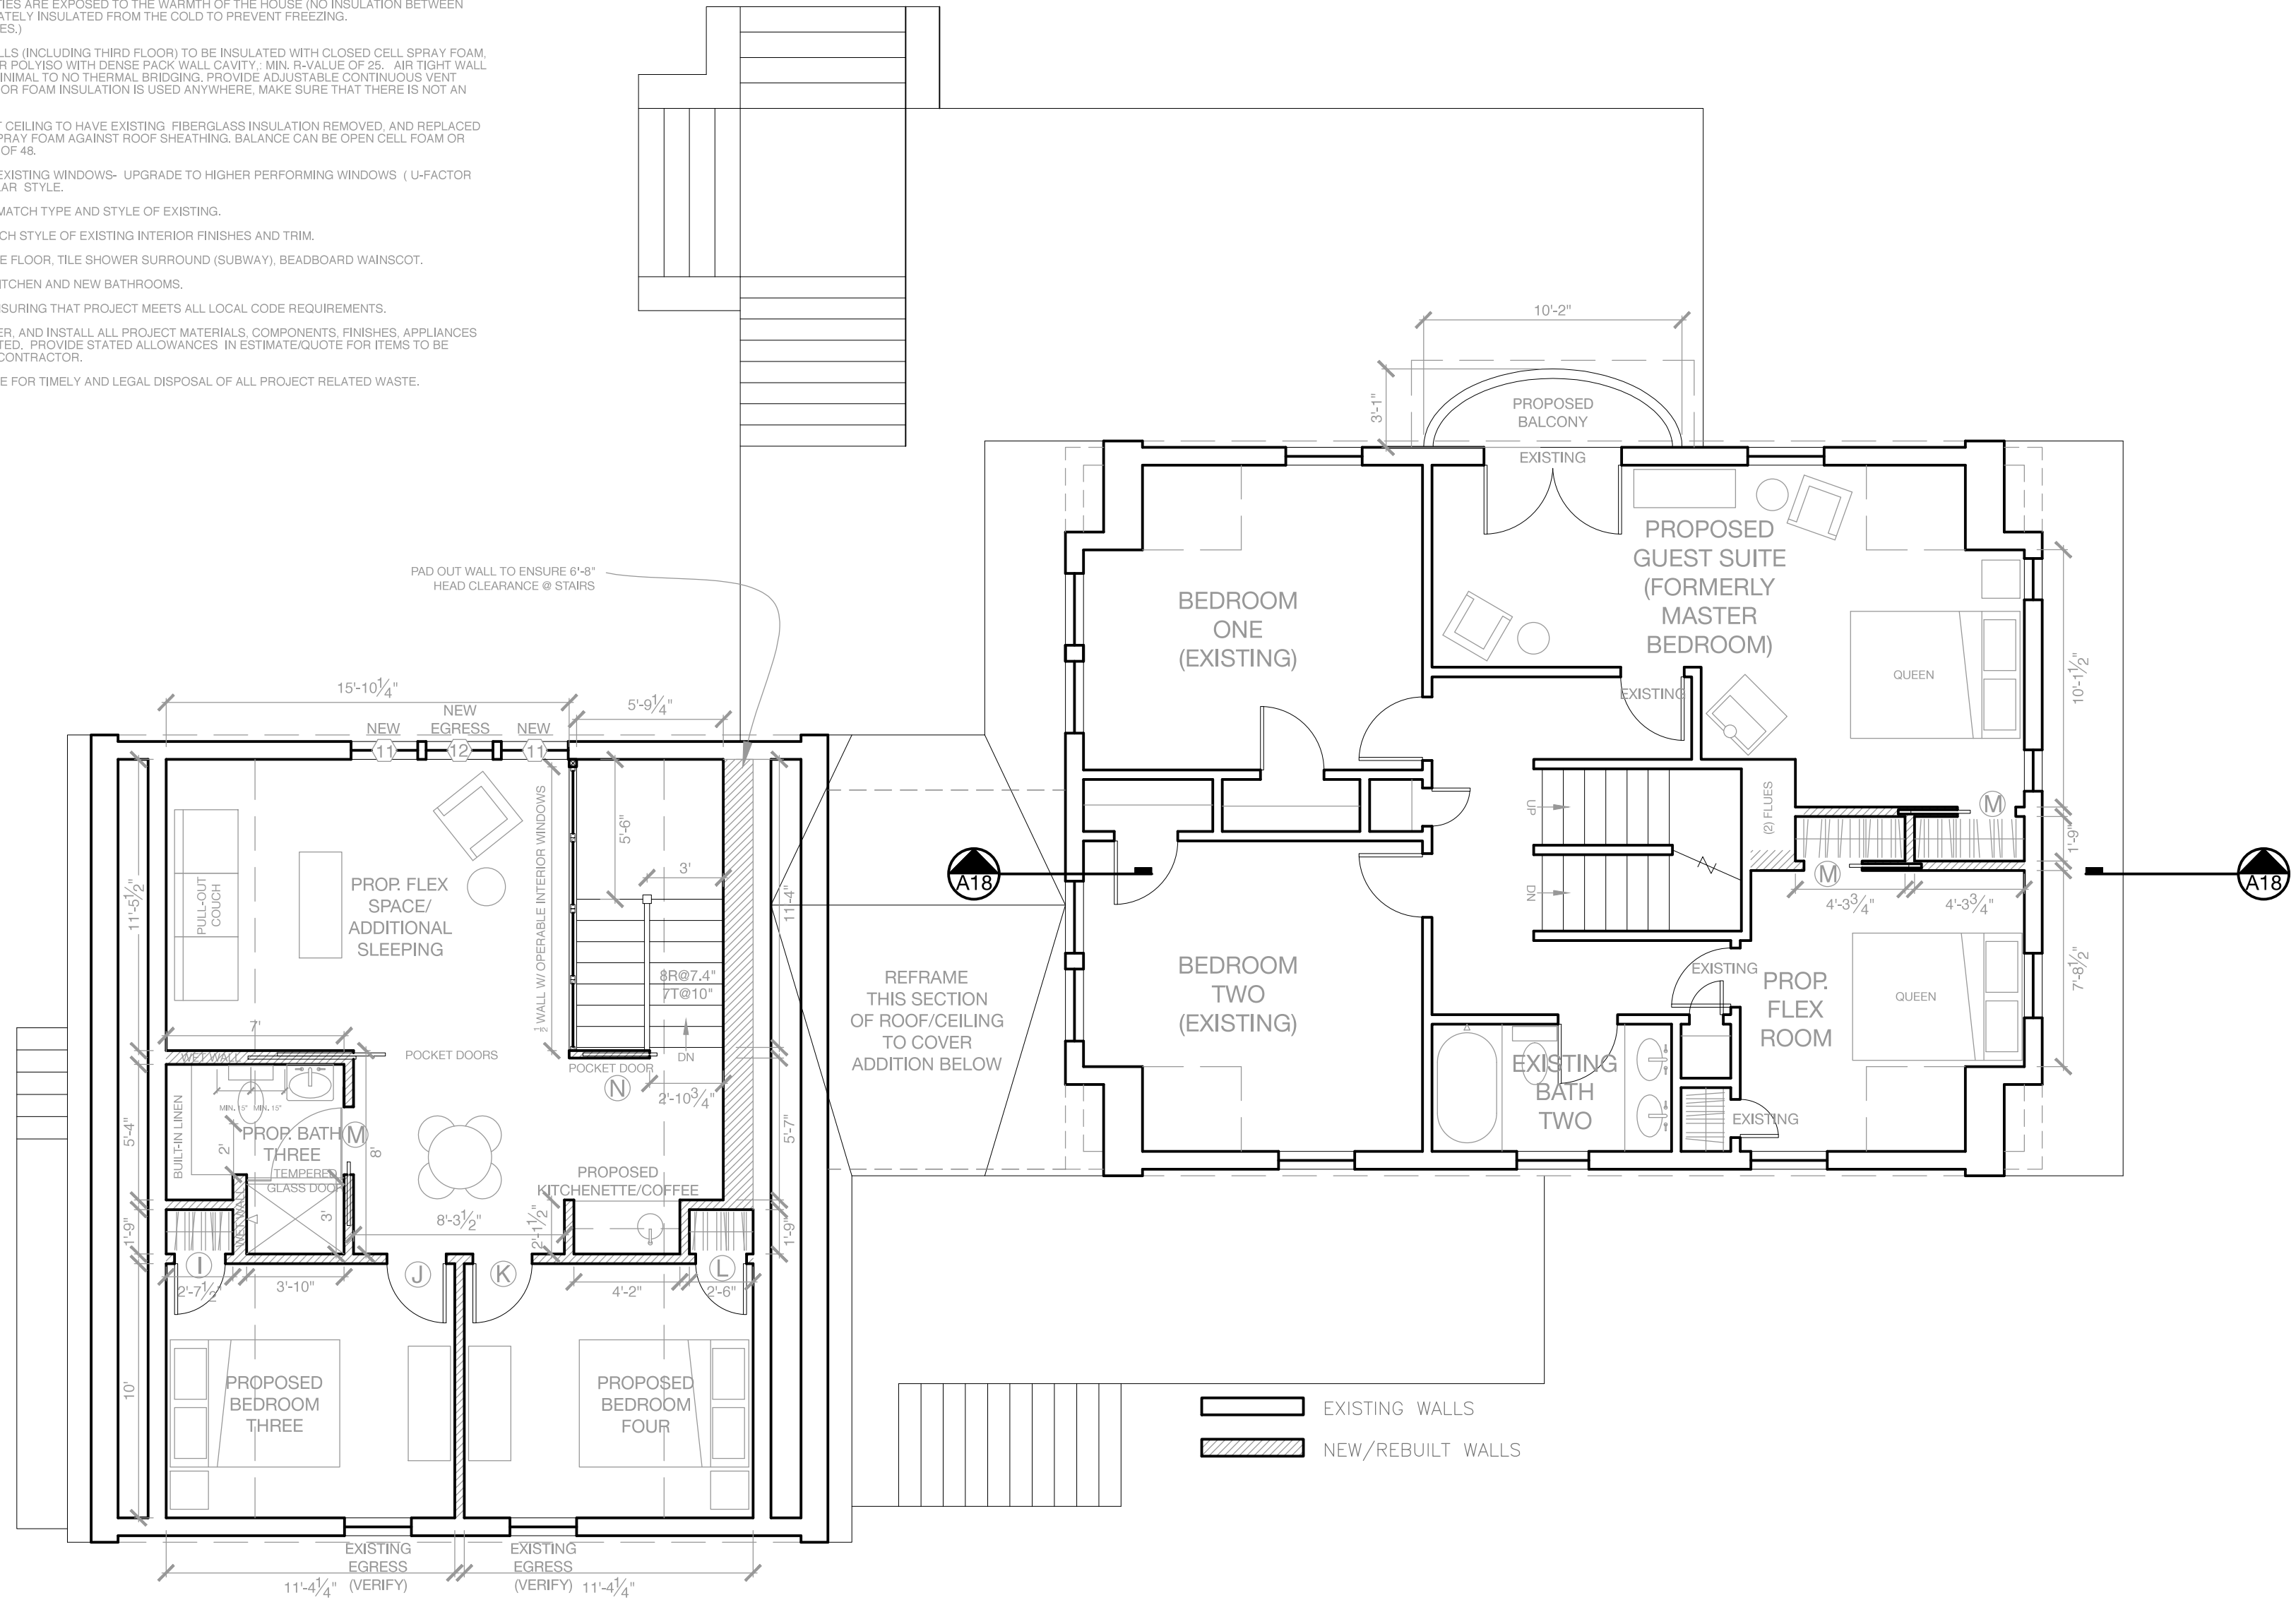 TIES ARE EXPOSED TO THE WARMTH OF THE HOUSE (NO INSULATION BETWEEN
ATELY INSULATED FROM THE COLD TO PREVENT FREEZING.
ES.)
LLS (INCLUDING THIRD FLOOR) TO BE INSULATED WITH CLOSED CELL SPRAY FOAM,
R POLYISO WITH DENSE PACK WALL CAVITY,: MIN. R-VALUE OF 25. AIR TIGHT WALL
INIMAL TO NO THERMAL BRIDGING. PROVIDE ADJUSTABLE CONTINUOUS VENT
OR FOAM INSULATION IS USED ANYWHERE, MAKE SURE THAT THERE IS NOT AN
T CEILING TO HAVE EXISTING FIBERGLASS INSULATION REMOVED, AND REPLACED
PRAY FOAM AGAINST ROOF SHEATHING. BALANCE CAN BE OPEN CELL FOAM OR
OF 48.
EXISTING WINDOWS- UPGRADE TO HIGHER PERFORMING WINDOWS ( U-FACTOR
LAR STYLE.
MATCH TYPE AND STYLE OF EXISTING.
CH STYLE OF EXISTING INTERIOR FINISHES AND TRIM.
E FLOOR, TILE SHOWER SURROUND (SUBWAY), BEADBOARD WAINSCOT.
ITCHEN AND NEW BATHROOMS.
NSURING THAT PROJECT MEETS ALL LOCAL CODE REQUIREMENTS.
ER, AND INSTALL ALL PROJECT MATERIALS, COMPONENTS, FINISHES, APPLIANCES
TED. PROVIDE STATED ALLOWANCES IN ESTIMATE/QUOTE FOR ITEMS TO BE
CONTRACTOR.
E FOR TIMELY AND LEGAL DISPOSAL OF ALL PROJECT RELATED WASTE.
10'-2"
3'-1"
PROPOSED
BALCONY
EXISTING
PROPOSED
GUEST SUITE
(FORMERLY
MASTER
BEDROOM)
PAD OUT WALL TO ENSURE 6'-8"
HEAD CLEARANCE @ STAIRS
BEDROOM
ONE
(EXISTING)
QUEEN
10'-1½"
EXISTING
15'-10¼"
5'-9¼"
NEW
NEW
EGRESS
NEW
11
12
11
½ WALL W/ OPERABLE INTERIOR WINDOWS
5'-6"
3'
11'-5½"
PULL-OUT
COUCH
PROP. FLEX
SPACE/
ADDITIONAL
SLEEPING
11'-4"
8R@7.4"
7T@10"
DN
UP
DN
(2) FLUES
M
M
1'-9"
4'-3¾"
4'-3¾"
A18
A18
REFRAME
THIS SECTION
OF ROOF/CEILING
TO COVER
ADDITION BELOW
BEDROOM
TWO
(EXISTING)
EXISTING
PROP.
FLEX
ROOM
QUEEN
7'-8½"
7'
WET WALL
POCKET DOORS
POCKET DOOR
N
2'-10¾"
EXISTING
BATH
TWO
EXISTING
BUILT-IN LINEN
MIN. 15"
MIN. 15"
5'-4"
2'
PROP. BATH
THREE
M
8'
TEMPERED
GLASS DOOR
WET WALL
3'
5'-7"
PROPOSED
KITCHENETTE/COFFEE
8'-3½"
2'-1½"
1'-9"
1'-9"
I
J
K
L
2'-7½"
3'-10"
4'-2"
2'-6"
10'
PROPOSED
BEDROOM
THREE
PROPOSED
BEDROOM
FOUR
EXISTING WALLS
NEW/REBUILT WALLS
EXISTING
EGRESS
(VERIFY)
EXISTING
EGRESS
(VERIFY)
11'-4¼"
11'-4¼"